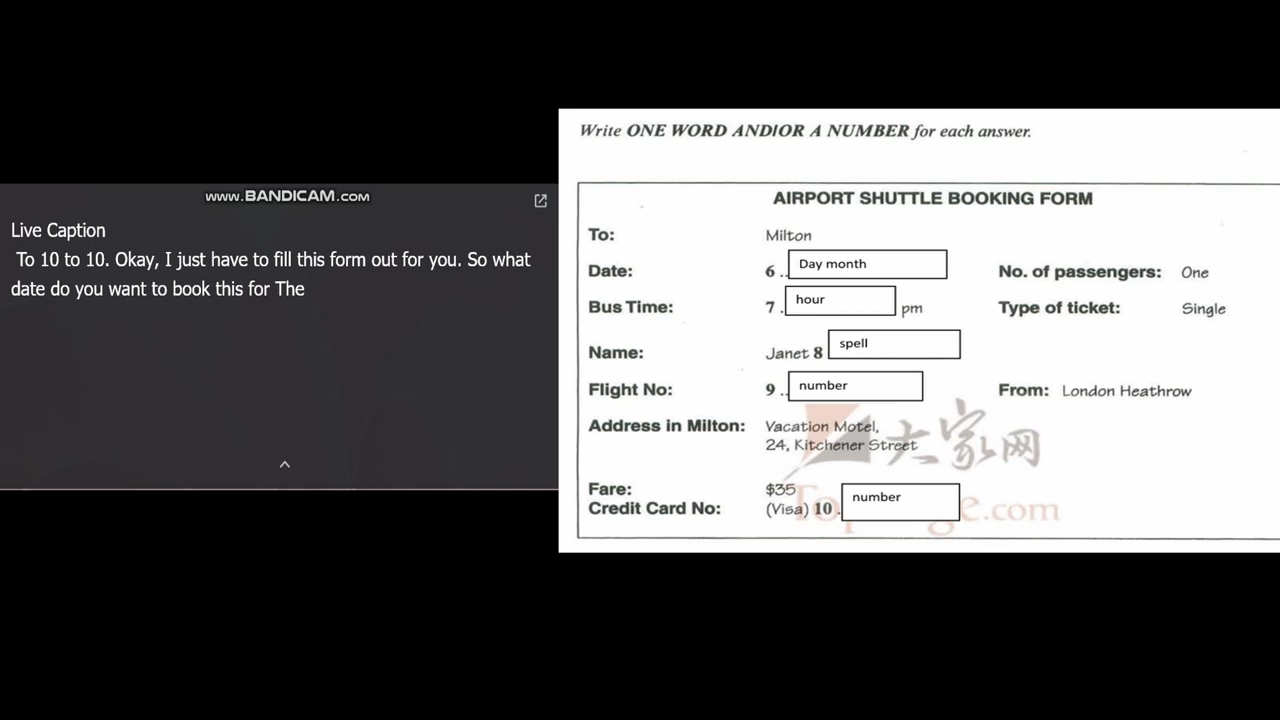 www.BANDICAM.com
Live Caption
To 10 to 10. Okay, I just have to fill this form out for you. So what
date do you want to book this for The
Write ONE WORD AND/OR A NUMBER for each answer.
AIRPORT SHUTTLE BOOKING FORM
To: Milton
Date: 6 .. Day month No. of passengers: One
Bus Time: 7 . hour pm Type of ticket: Single
Name: Janet 8 spell
Flight No: 9 .. number From: London Heathrow
Address in Milton: Vacation Motel,
24, Kitchener Street
大家网
Fare: $35
Credit Card No: (Visa) 10 . number
.com